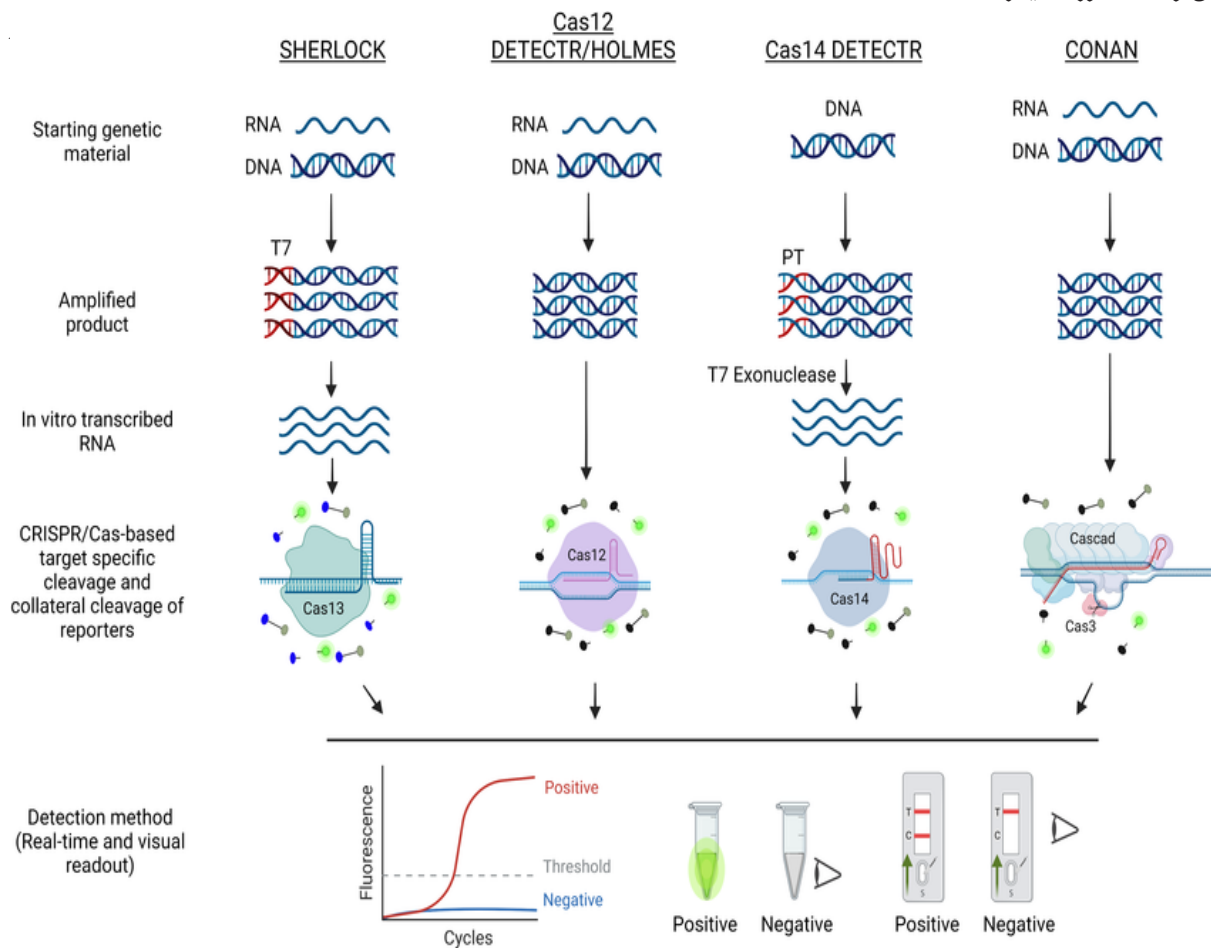 SHERLOCK
Cas12
DETECTR/HOLMES
Cas14 DETECTR
CONAN
Starting genetic
material
RNA
DNA
RNA
DNA
DNA
RNA
DNA
Amplified
product
T7
PT
T7 Exonuclease
In vitro transcribed
RNA
CRISPR/Cas-based
target specific
cleavage and
collateral cleavage of
reporters
Cas13
Cas12
Cas14
Cascad
Cas3
Detection method
(Real-time and visual
readout)
Fluorescence
Positive
Threshold
Negative
Cycles
Positive
Negative
T
C
S
Positive
T
C
S
Negative